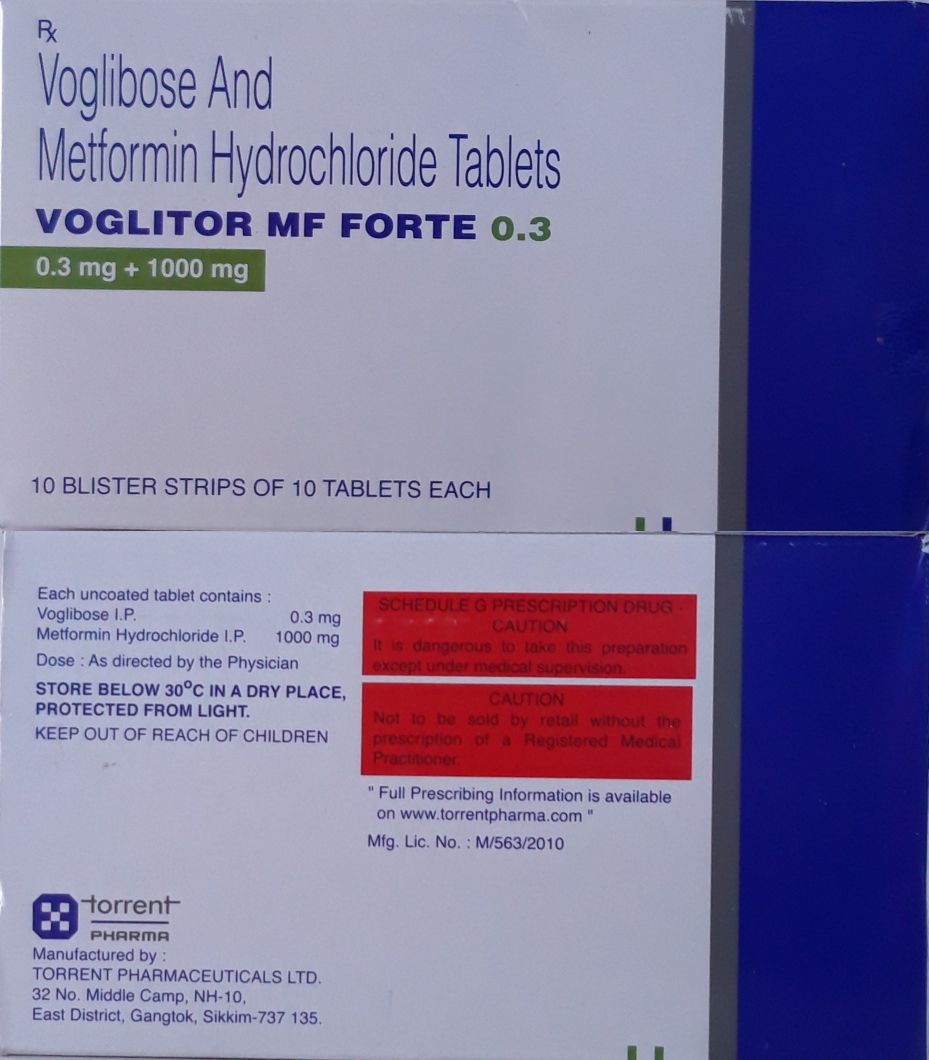 Rx
Voglibose And
Metformin Hydrochloride Tablets
VOGLITOR MF FORTE 0.3
0.3 mg + 1000 mg
10 BLISTER STRIPS OF 10 TABLETS EACH
Each uncoated tablet contains :
Voglibose I.P. 0.3 mg
Metformin Hydrochloride I.P. 1000 mg
Dose : As directed by the Physician
STORE BELOW 30°C IN A DRY PLACE,
PROTECTED FROM LIGHT.
KEEP OUT OF REACH OF CHILDREN
SCHEDULE G PRESCRIPTION DRUG -
CAUTION
It is dangerous to take this preparation
except under medical supervision.
CAUTION
Not to be sold by retail without the
prescription of a Registered Medical
Practitioner.
" Full Prescribing Information is available
on www.torrentpharma.com "
Mfg. Lic. No. : M/563/2010
torrent
PHARMA
Manufactured by :
TORRENT PHARMACEUTICALS LTD.
32 No. Middle Camp, NH-10,
East District, Gangtok, Sikkim-737 135.